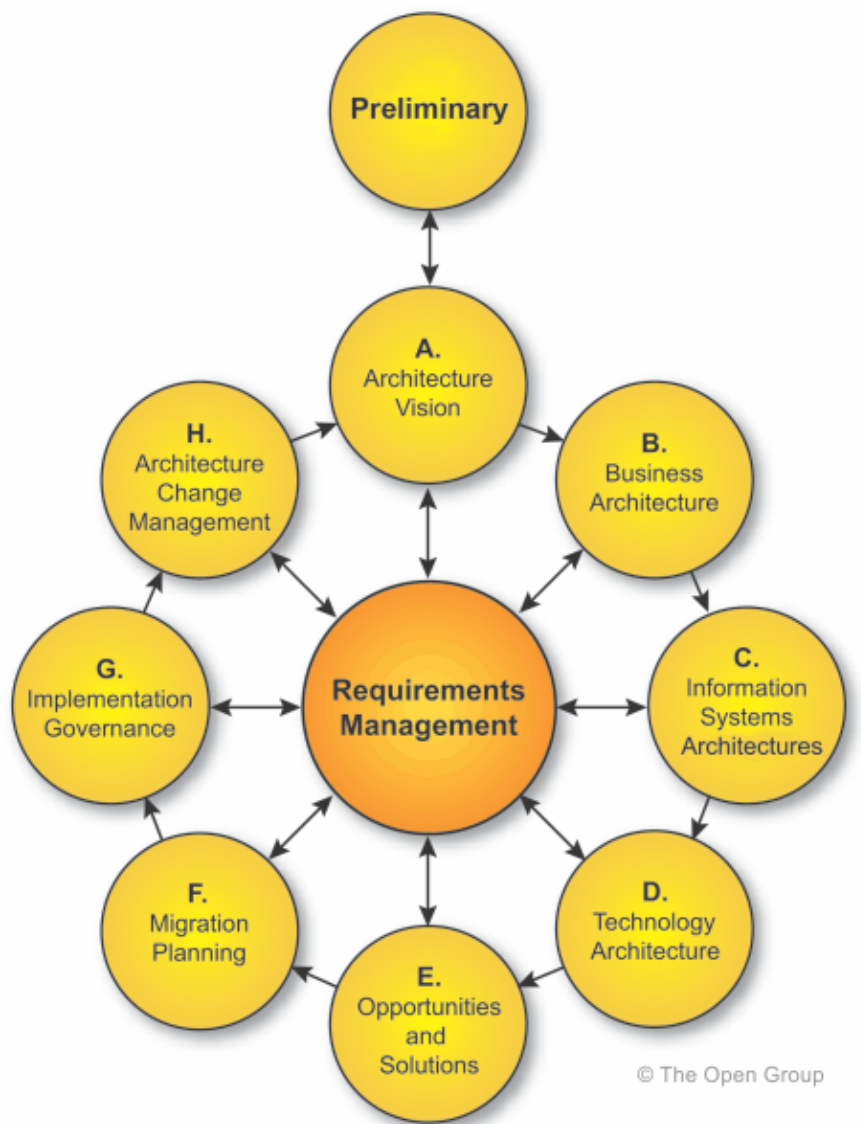 Preliminary
A.
Architecture
Vision
B.
Business
Architecture
C.
Information
Systems
Architectures
D.
Technology
Architecture
E.
Opportunities
and
Solutions
F.
Migration
Planning
G.
Implementation
Governance
H.
Architecture
Change
Management
Requirements
Management
© The Open Group